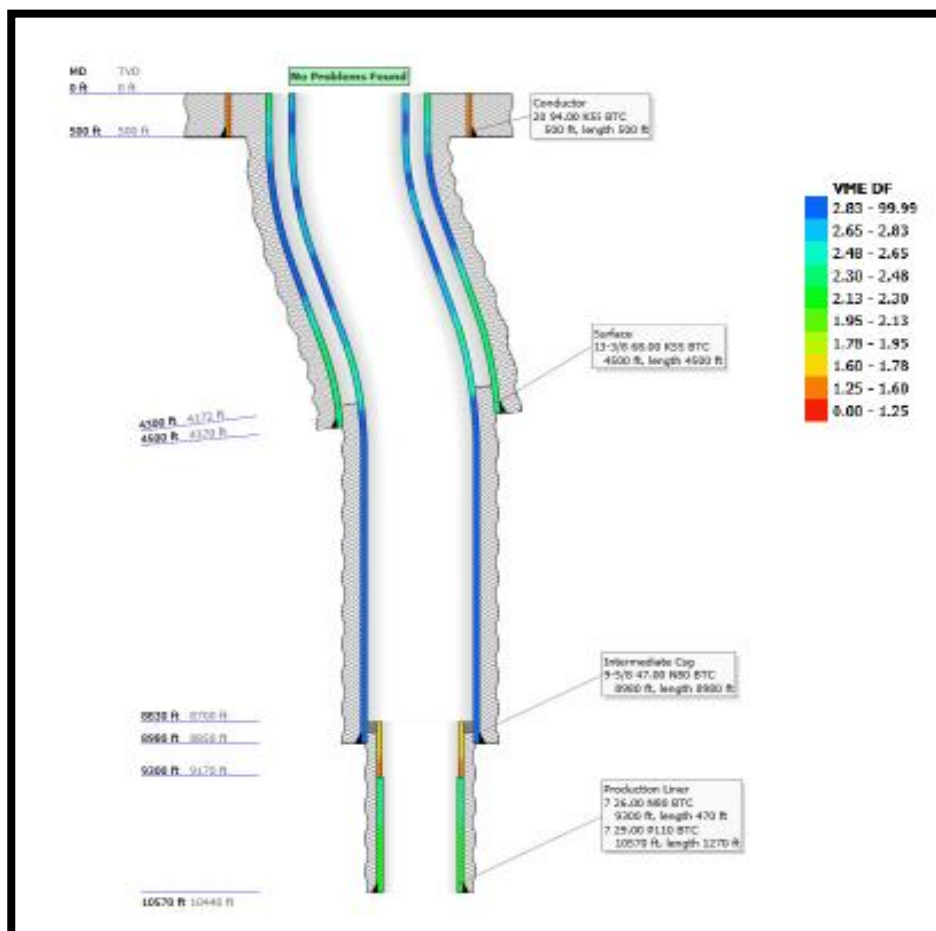 No Problems Found
MD TVD
0 ft 0 ft
500 ft 500 ft
Conductor
20 94.00 K55 BTC
500 ft, length 500 ft
VME DF
2.83 - 99.99
2.65 - 2.83
2.48 - 2.65
2.30 - 2.48
2.13 - 2.30
1.95 - 2.13
1.78 - 1.95
1.60 - 1.78
1.25 - 1.60
0.00 - 1.25
Surface
13-3/8 68.00 K55 BTC
4500 ft, length 4500 ft
4300 ft 4172 ft
4500 ft 4370 ft
Intermediate Csg
9-5/8 47.00 N80 BTC
8980 ft, length 8980 ft
8830 ft 8700 ft
8980 ft 8850 ft
9300 ft 9170 ft
Production Liner
7 26.00 N80 BTC
9300 ft, length 470 ft
7 29.00 P110 BTC
10570 ft, length 1270 ft
10570 ft 10440 ft